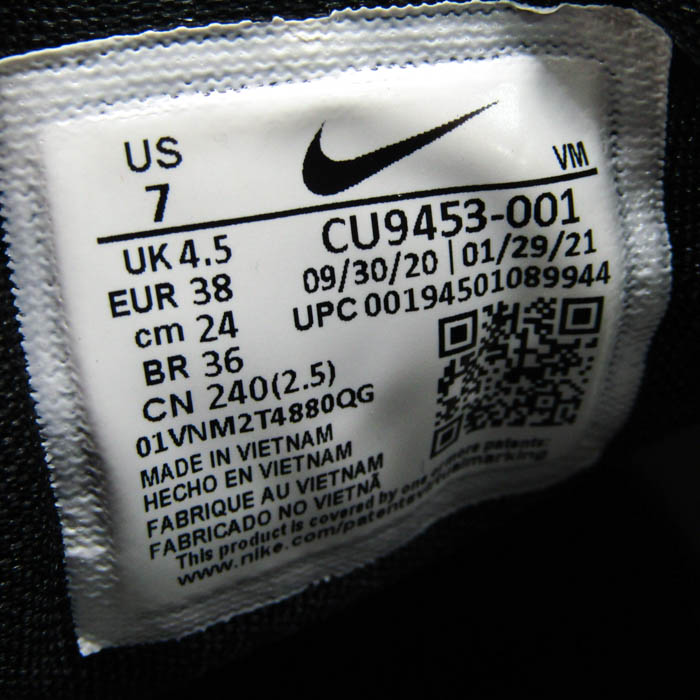 US
7
VM
UK 4.5
EUR 38
cm 24
BR 36
CN 240(2.5)
CU9453-001
09/30/20 | 01/29/21
UPC 00194501089944
01VNM2T4880QG
MADE IN VIETNAM
HECHO EN VIETNAM
FABRIQUE AU VIETNAM
FABRICADO NO VIETNÃ
This product is covered by one or more patents:
www.nike.com/patentsvirtualmarking